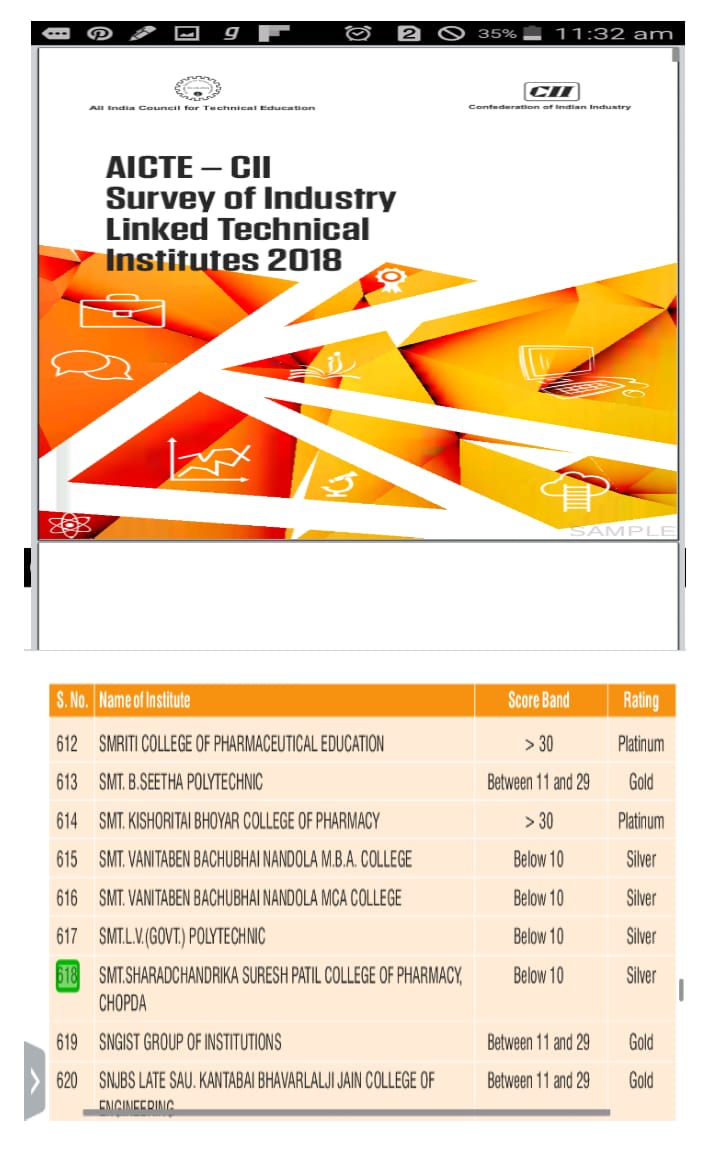 35% 11:32 am
All India Council for Technical Education
CII
Confederation of Indian Industry
AICTE – CII
Survey of Industry
Linked Technical
Institutes 2018
SAMPLE
S. No. Name of Institute Score Band Rating
612 SMRITI COLLEGE OF PHARMACEUTICAL EDUCATION > 30 Platinum
613 SMT. B.SEETHA POLYTECHNIC Between 11 and 29 Gold
614 SMT. KISHORITAI BHOYAR COLLEGE OF PHARMACY > 30 Platinum
615 SMT. VANITABEN BACHUBHAI NANDOLA M.B.A. COLLEGE Below 10 Silver
616 SMT. VANITABEN BACHUBHAI NANDOLA MCA COLLEGE Below 10 Silver
617 SMT.L.V.(GOVT.) POLYTECHNIC Below 10 Silver
618 SMT.SHARADCHANDRIKA SURESH PATIL COLLEGE OF PHARMACY, Below 10 Silver
CHOPDA
619 SNGIST GROUP OF INSTITUTIONS Between 11 and 29 Gold
620 SNJBS LATE SAU. KANTABAI BHAVARLALJI JAIN COLLEGE OF Between 11 and 29 Gold
ENGINEERING